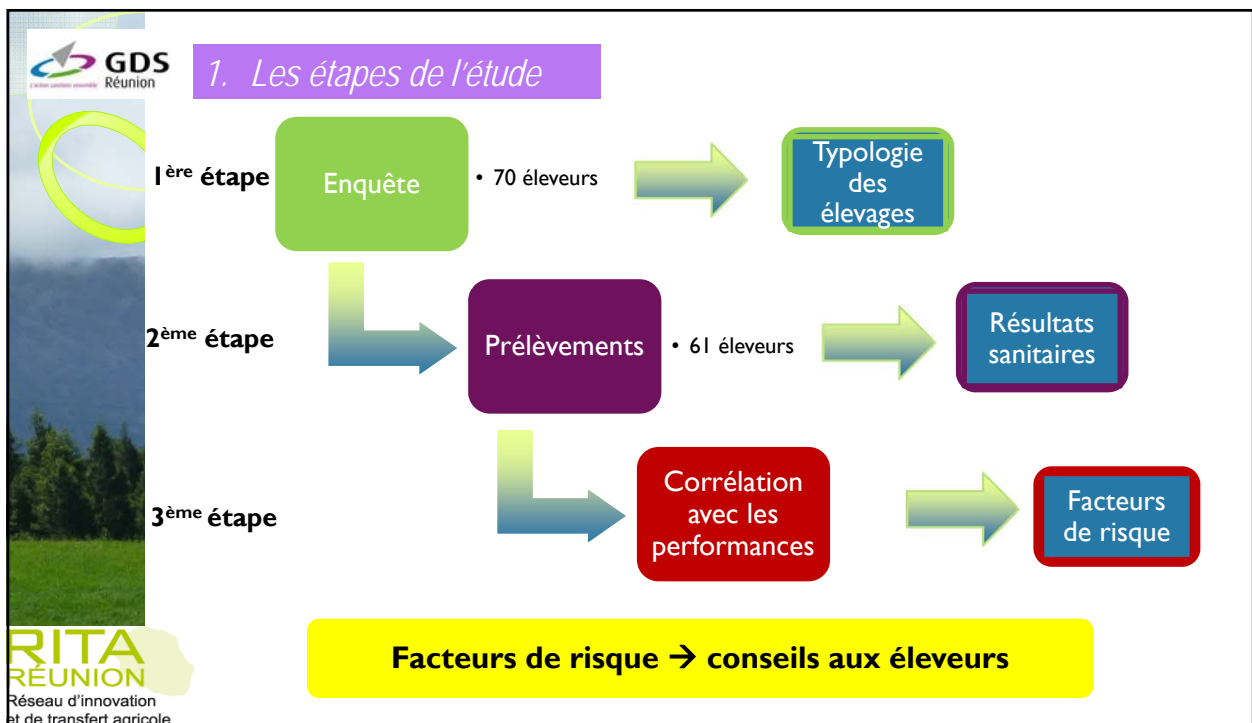 GDS
Réunion
1. Les étapes de l'étude
1ère étape
Enquête
• 70 éleveurs
Typologie
des
élevages
2ème étape
Prélèvements
• 61 éleveurs
Résultats
sanitaires
3ème étape
Corrélation
avec les
performances
Facteurs
de risque
Facteurs de risque → conseils aux éleveurs
RITA
RÉUNION
Réseau d'innovation
et de transfert agricole